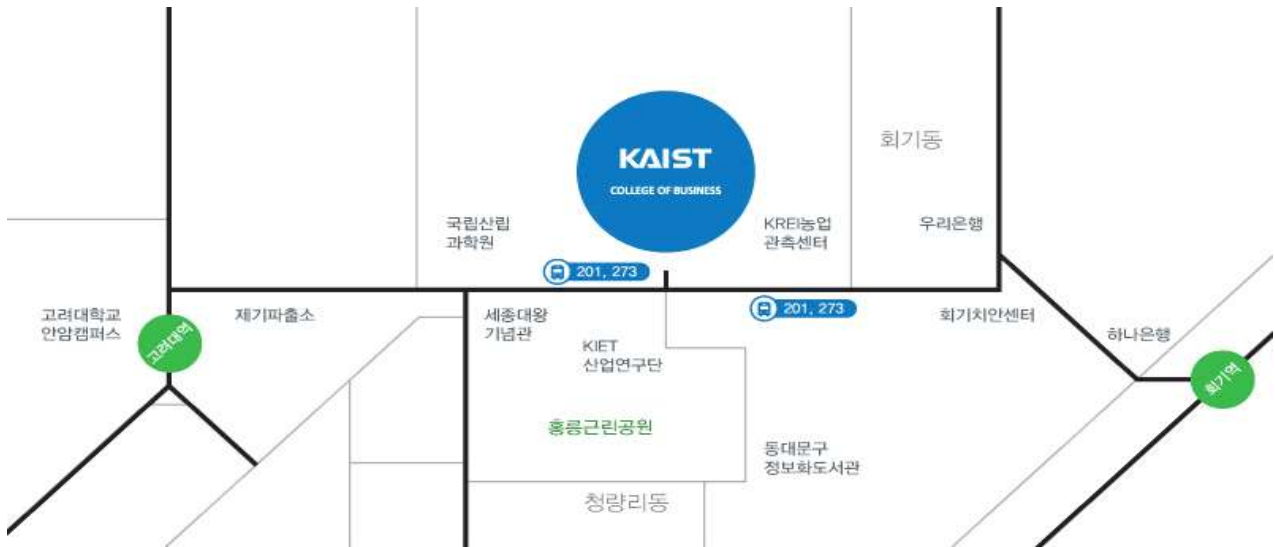 KAIST
COLLEGE OF BUSINESS
회기동
국립산림
과학원
KREI농업
관측센터
우리은행
201, 273
201, 273
고려대학교
안암캠퍼스
고려대역
제기파출소
세종대왕
기념관
KIET
산업연구단
회기치안센터
하나은행
회기역
홍릉근린공원
동대문구
정보화도서관
청량리동